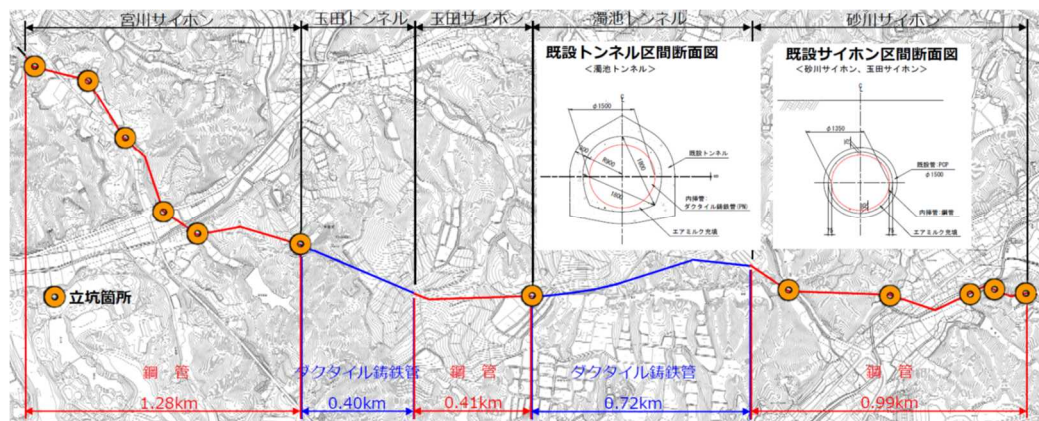 宮川サイホン
玉田トンネル
玉田サイホン
濁池トンネル
砂川サイホン
既設トンネル区間断面図
<濁池トンネル>
φ1500
既設トンネル
内挿管:
ダクタイル鋳鉄管(PN)
エアミルク充填
既設サイホン区間断面図
<砂川サイホン、玉田サイホン>
φ1350
既設管:PCP
φ1500
内挿管:鋼管
エアミルク充填
立坑箇所
鋼 管
ダクタイル鋳鉄管
鋼 管
ダクタイル鋳鉄管
鋼 管
1.28km
0.40km
0.41km
0.72km
0.99km